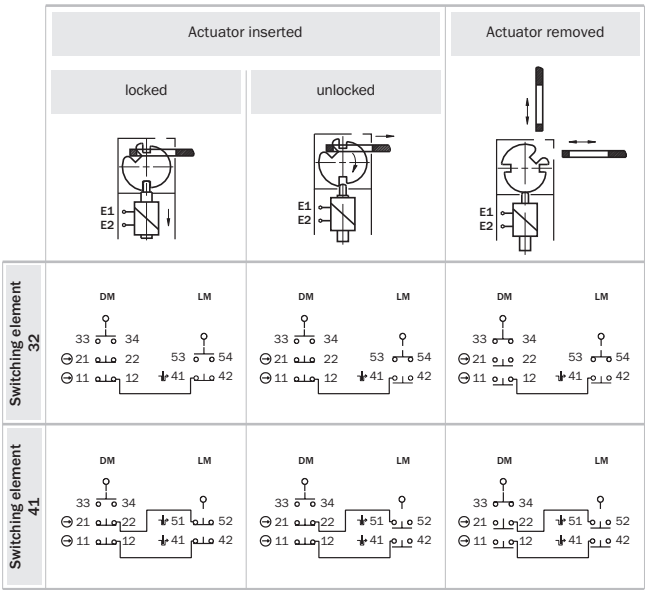 Actuator inserted Actuator removed
locked unlocked
E1 E1 E1
E2 E2 E2
Switching element
32
DM LM DM LM DM LM
33 34 33 34 33 34
21 22 53 54 21 22 53 54 21 22 53 54
11 12 41 42 11 12 41 42 11 12 41 42
Switching element
41
DM LM DM LM DM LM
33 34 33 34 33 34
21 22 51 52 21 22 51 52 21 22 51 52
11 12 41 42 11 12 41 42 11 12 41 42